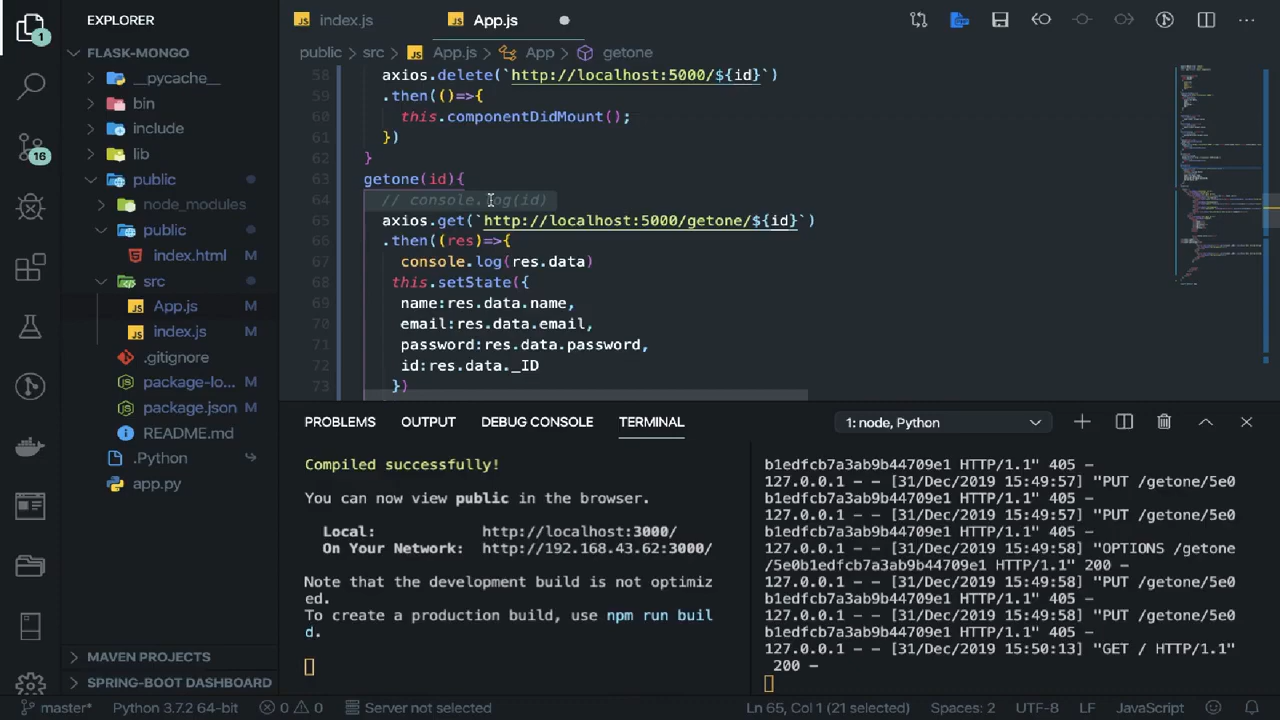 EXPLORER
index.js
App.js
1
FLASK-MONGO
public > src > App.js > App > getone
__pycache__
bin
include
lib
16
public
node_modules
public
index.html
src
App.js M
index.js M
.gitignore
package-lo... M
package.json M
README.md
.Python
app.py
MAVEN PROJECTS
SPRING-BOOT DASHBOARD
58 axios.delete(`http://localhost:5000/${id}`)
59 .then(()=>{
60 this.componentDidMount();
61 })
62 }
63 getone(id){
64 // console. (id)
65 axios.get(`http://localhost:5000/getone/${id}`)
66 .then((res)=>{
67 console.log(res.data)
68 this.setState({
69 name:res.data.name,
70 email:res.data.email,
71 password:res.data.password,
72 id:res.data._ID
73 })
PROBLEMS OUTPUT DEBUG CONSOLE TERMINAL
1: node, Python
Compiled successfully!
You can now view public in the browser.
Local: http://localhost:3000/
On Your Network: http://192.168.43.62:3000/
Note that the development build is not optimiz
ed.
To create a production build, use npm run buil
d.
b1edfcb7a3ab9b44709e1 HTTP/1.1" 405 –
127.0.0.1 – – [31/Dec/2019 15:49:57] "PUT /getone/5e0
b1edfcb7a3ab9b44709e1 HTTP/1.1" 405 –
127.0.0.1 – – [31/Dec/2019 15:49:57] "PUT /getone/5e0
b1edfcb7a3ab9b44709e1 HTTP/1.1" 405 –
127.0.0.1 – – [31/Dec/2019 15:49:58] "OPTIONS /getone
/5e0b1edfcb7a3ab9b44709e1 HTTP/1.1" 200 –
127.0.0.1 – – [31/Dec/2019 15:49:58] "PUT /getone/5e0
b1edfcb7a3ab9b44709e1 HTTP/1.1" 405 –
127.0.0.1 – – [31/Dec/2019 15:49:58] "PUT /getone/5e0
b1edfcb7a3ab9b44709e1 HTTP/1.1" 405 –
127.0.0.1 – – [31/Dec/2019 15:50:13] "GET / HTTP/1.1"
200 –
master* Python 3.7.2 64-bit 0 0 Server not selected Ln 65, Col 1 (21 selected) Spaces: 2 UTF-8 LF JavaScript